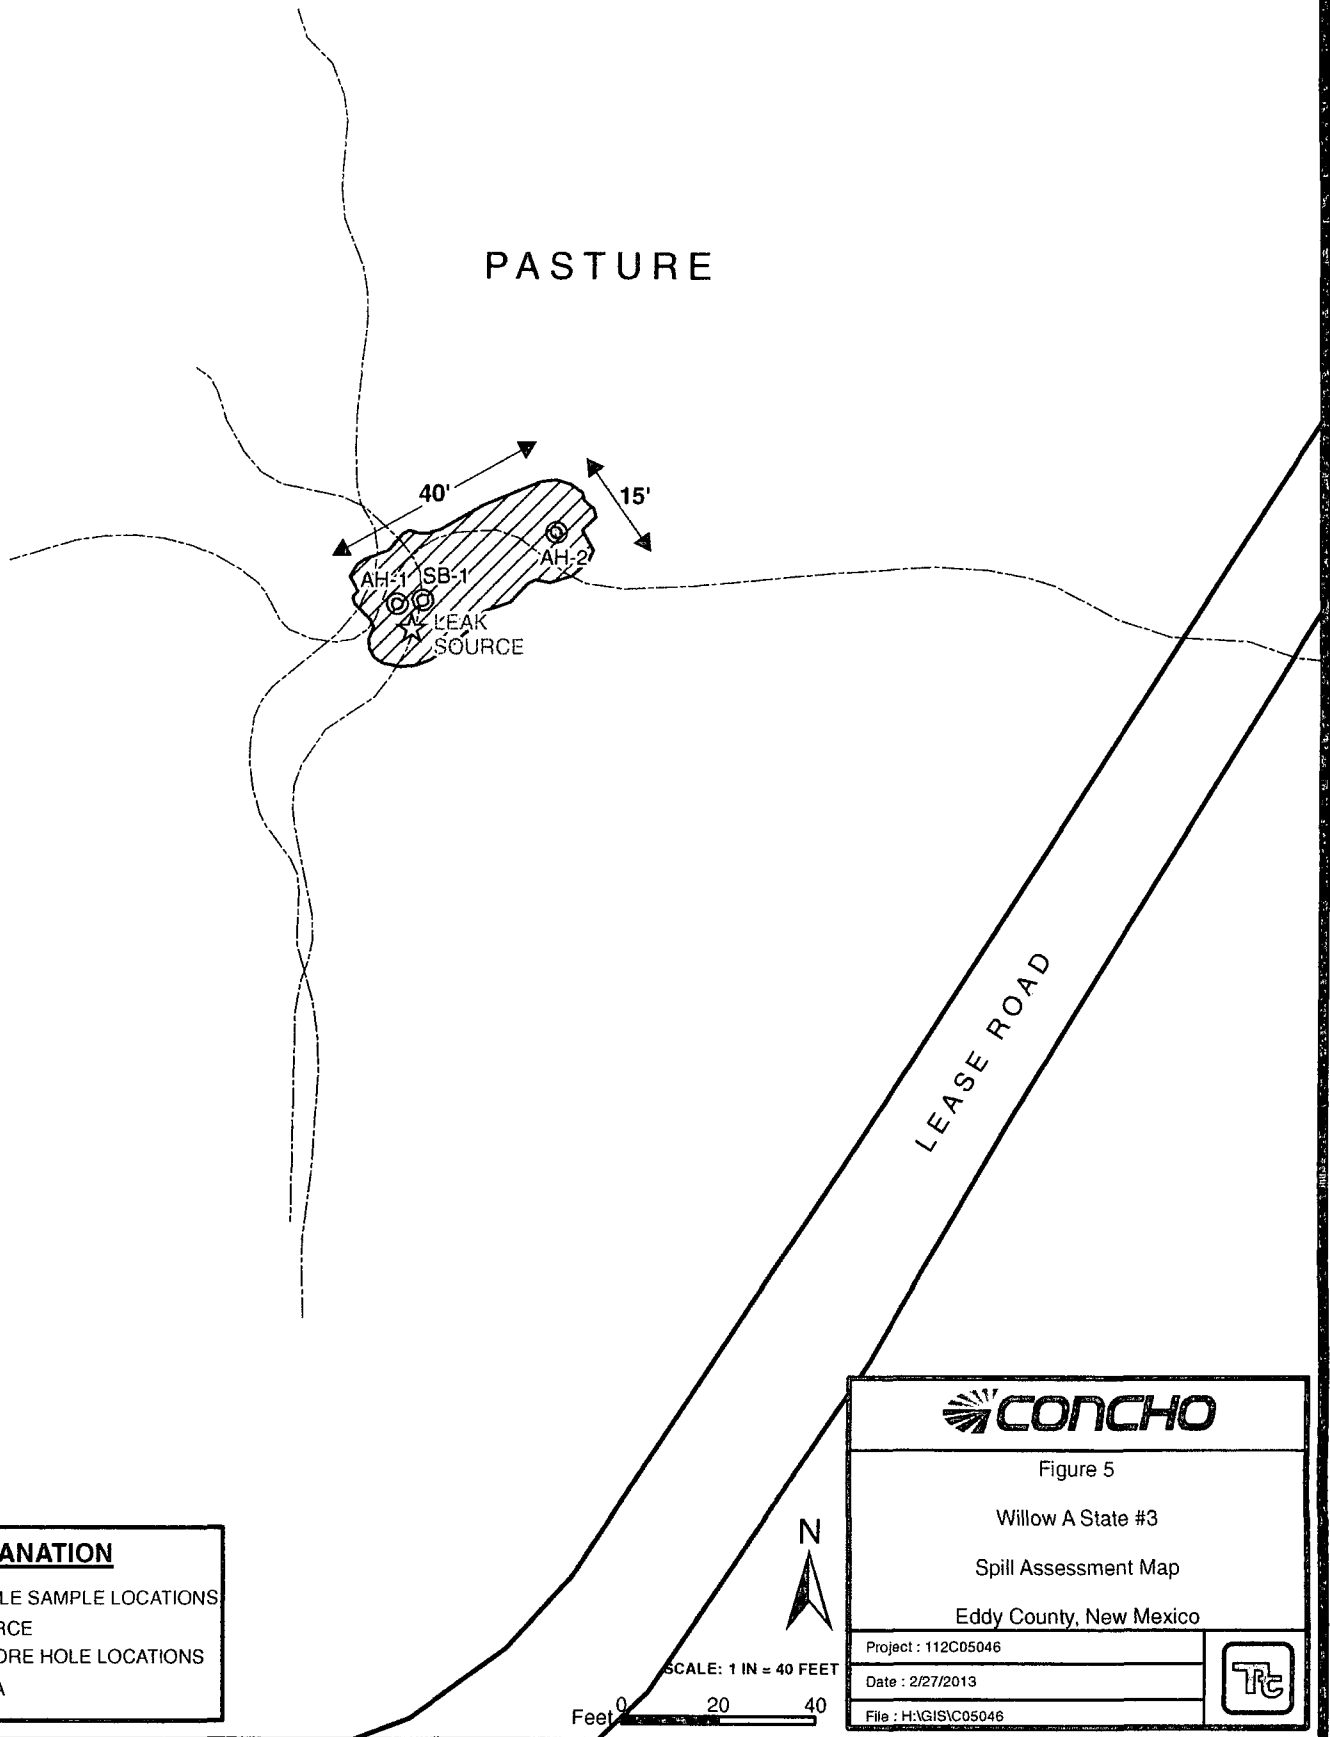 PASTURE
40'
15'
AH-2
AH-1
SB-1
LEAK
SOURCE
LEASE ROAD
ANATION
LE SAMPLE LOCATIONS
RCE
ORE HOLE LOCATIONS
A
N
SCALE: 1 IN = 40 FEET
Feet 0 20 40
CONCHO
Figure 5
Willow A State #3
Spill Assessment Map
Eddy County, New Mexico
Project : 112C05046
Date : 2/27/2013
File : H:\GIS\C05046